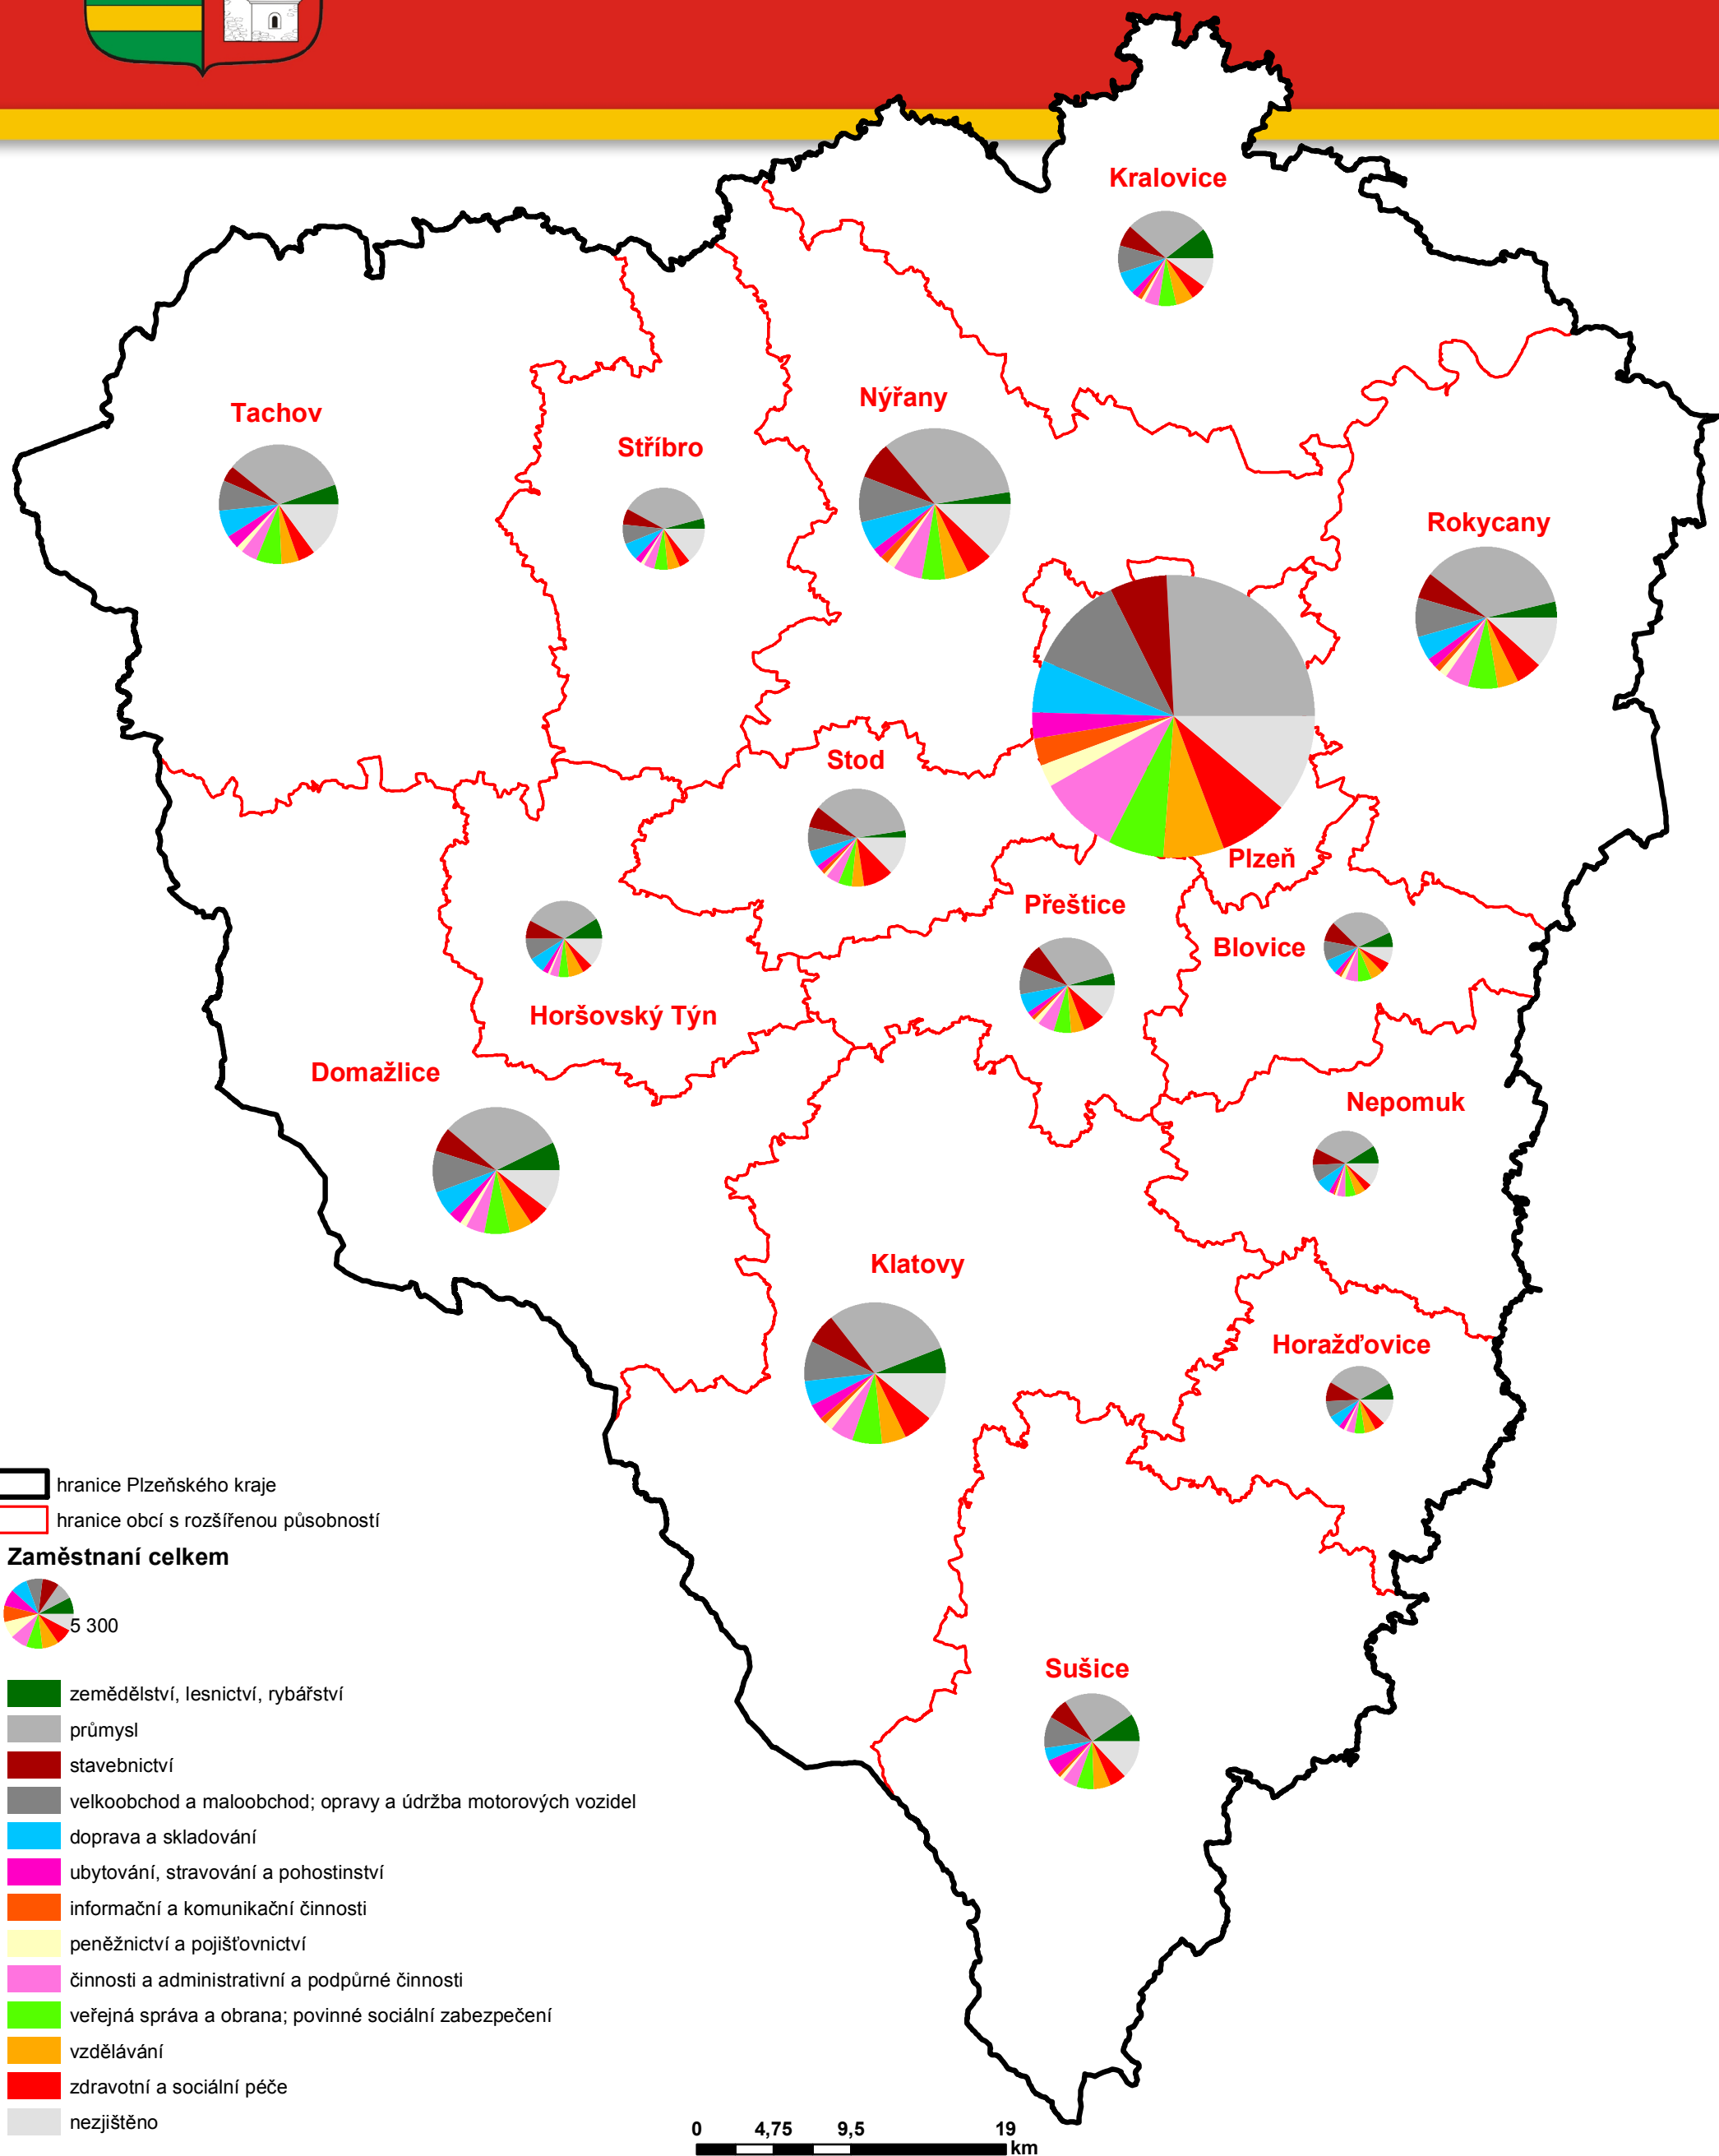 Kralovice
Nýřany
Tachov
Stříbro
Rokycany
Stod
Plzeň
Přeštice
Blovice
Horšovský Týn
Domažlice
Nepomuk
Klatovy
Horažďovice
hranice Plzeňského kraje
hranice obcí s rozšířenou působností
Zaměstnaní celkem
5 300
Sušice
zemědělství, lesnictví, rybářství
průmysl
stavebnictví
velkoobchod a maloobchod; opravy a údržba motorových vozidel
doprava a skladování
ubytování, stravování a pohostinství
informační a komunikační činnosti
peněžnictví a pojišťovnictví
činnosti a administrativní a podpůrné činnosti
veřejná správa a obrana; povinné sociální zabezpečení
vzdělávání
zdravotní a sociální péče
nezjištěno
0 4,75 9,5 19
km